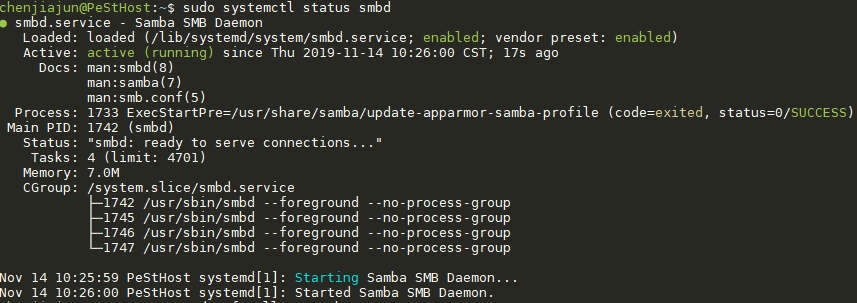 chenjiajun@PeStHost:~$ sudo systemctl status smbd
● smbd.service - Samba SMB Daemon
   Loaded: loaded (/lib/systemd/system/smbd.service; enabled; vendor preset: enabled)
   Active: active (running) since Thu 2019-11-14 10:26:00 CST; 17s ago
     Docs: man:smbd(8)
           man:samba(7)
           man:smb.conf(5)
  Process: 1733 ExecStartPre=/usr/share/samba/update-apparmor-samba-profile (code=exited, status=0/SUCCESS)
 Main PID: 1742 (smbd)
   Status: "smbd: ready to serve connections..."
    Tasks: 4 (limit: 4701)
   Memory: 7.0M
   CGroup: /system.slice/smbd.service
           ├─1742 /usr/sbin/smbd --foreground --no-process-group
           ├─1745 /usr/sbin/smbd --foreground --no-process-group
           ├─1746 /usr/sbin/smbd --foreground --no-process-group
           └─1747 /usr/sbin/smbd --foreground --no-process-group
Nov 14 10:25:59 PeStHost systemd[1]: Starting Samba SMB Daemon...
Nov 14 10:26:00 PeStHost systemd[1]: Started Samba SMB Daemon.